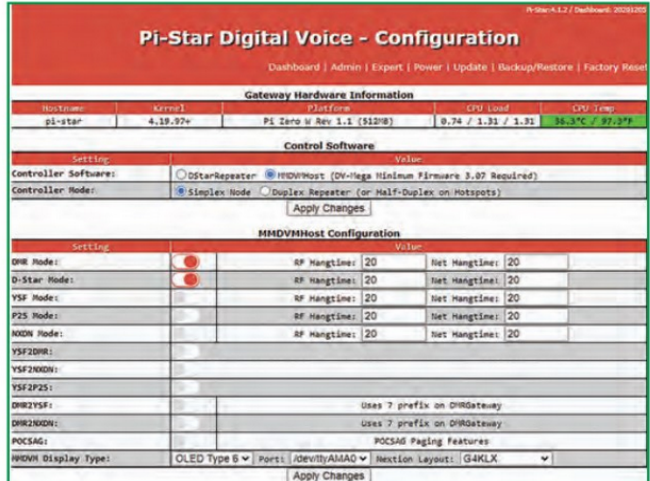 Pi-Star:4.1.2 / Dashboard: 20201205
Pi-Star Digital Voice - Configuration
Dashboard | Admin | Expert | Power | Update | Backup/Restore | Factory Reset
Gateway Hardware Information
Hostname Kernel Platform CPU Load CPU Temp
pi-star 4.19.97+ Pi Zero W Rev 1.1 (512MB) 0.74 / 1.31 / 1.31 36.3°C / 97.3°F
Control Software
Setting Value
Controller Software: DStarRepeater MMDVMHost (DV-Mega Minimum Firmware 3.07 Required)
Controller Mode: Simplex Node Duplex Repeater (or Half-Duplex on Hotspots)
Apply Changes
MMDVMHost Configuration
Setting Value
DMR Mode: RF Hangtime: 20 Net Hangtime: 20
D-Star Mode: RF Hangtime: 20 Net Hangtime: 20
YSF Mode: RF Hangtime: 20 Net Hangtime: 20
P25 Mode: RF Hangtime: 20 Net Hangtime: 20
NXDN Mode: RF Hangtime: 20 Net Hangtime: 20
YSF2DMR:
YSF2NXDN:
YSF2P25:
DMR2YSF: Uses 7 prefix on DMRGateway
DMR2NXDN: Uses 7 prefix on DMRGateway
POCSAG: POCSAG Paging Features
MMDVM Display Type: OLED Type 6 Port: /dev/ttyAMA0 Nextion Layout: G4KLX
Apply Changes